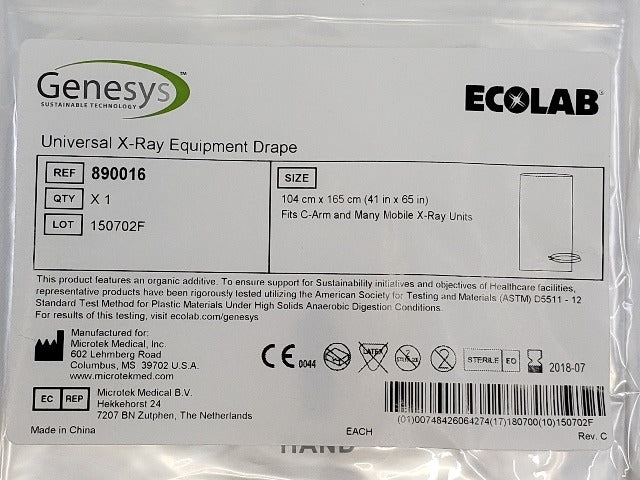 Genesys™
SUSTAINABLE TECHNOLOGY
ECOLAB®
Universal X-Ray Equipment Drape
REF 890016
QTY X 1
LOT 150702F
SIZE
104 cm x 165 cm (41 in x 65 in)
Fits C-Arm and Many Mobile X-Ray Units
This product features an organic additive. To ensure support for Sustainability initiatives and objectives of Healthcare facilities,
representative products have been rigorously tested utilizing the American Society for Testing and Materials (ASTM) D5511 - 12
Standard Test Method for Plastic Materials Under High Solids Anaerobic Digestion Conditions.
For results of this testing, visit ecolab.com/genesys
Manufactured for:
Microtek Medical, Inc.
602 Lehmberg Road
Columbus, MS 39702 U.S.A.
www.microtekmed.com
CE 0044
LATEX
STERILE EO
2018-07
EC REP
Microtek Medical B.V.
Hekkehorst 24
7207 BN Zutphen, The Netherlands
(01)00748426064274(17)180700(10)150702F
Made in China
EACH
Rev. C
HAND